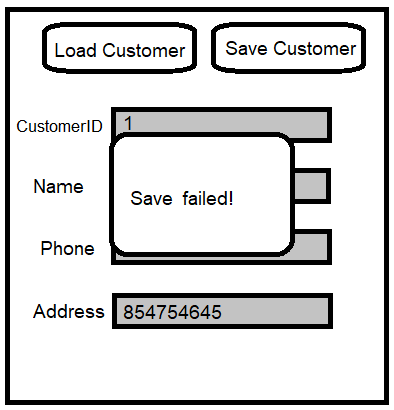 Load Customer
Save Customer
CustomerID 1
Name
Save failed!
Phone
Address 854754645